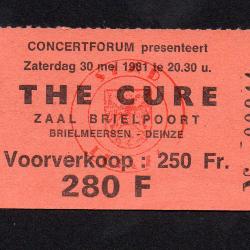 CONCERTFORUM presenteert
Zaterdag 30 mei 1981 te 20.30 u.
THE CURE
ZAAL BRIELPOORT
BRIELMEERSEN - DEINZE
Voorverkoop : 250 Fr.
280 F